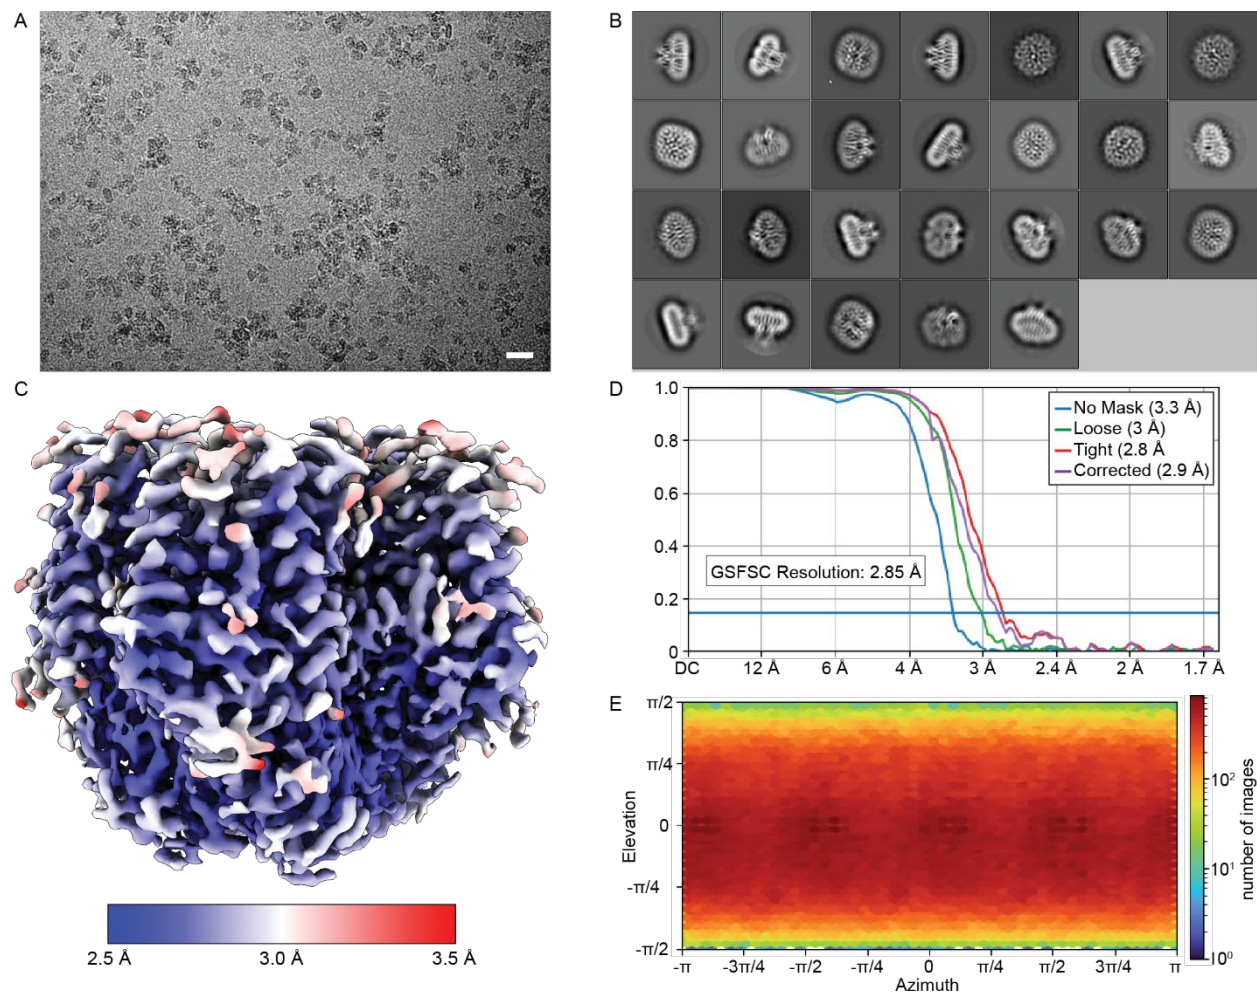 A
B
C
2.5 Å
3.0 Å
3.5 Å
D
1.0
0.8
0.6
0.4
0.2
0
No Mask (3.3 Å)
Loose (3 Å)
Tight (2.8 Å
Corrected (2.9 Å)
GSFSC Resolution: 2.85 Å
DC
12 Å
6 Å
4 Å
3 Å
2.4 Å
2 Å
1.7 Å
E
π/2
π/4
0
-π/4
-π/2
Elevation
-π
-3π/4
-π/2
-π/4
0
π/4
π/2
3π/4
π
Azimuth
10²
10¹
10⁰
number of images